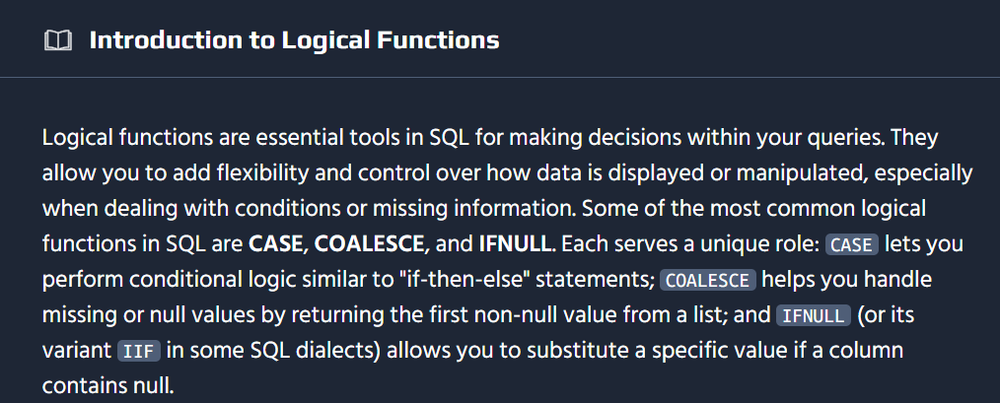 Introduction to Logical Functions
Logical functions are essential tools in SQL for making decisions within your queries. They
allow you to add flexibility and control over how data is displayed or manipulated, especially
when dealing with conditions or missing information. Some of the most common logical
functions in SQL are CASE, COALESCE, and IFNULL. Each serves a unique role: CASE lets you
perform conditional logic similar to "if-then-else" statements; COALESCE helps you handle
missing or null values by returning the first non-null value from a list; and IFNULL (or its
variant IIF in some SQL dialects) allows you to substitute a specific value if a column
contains null.